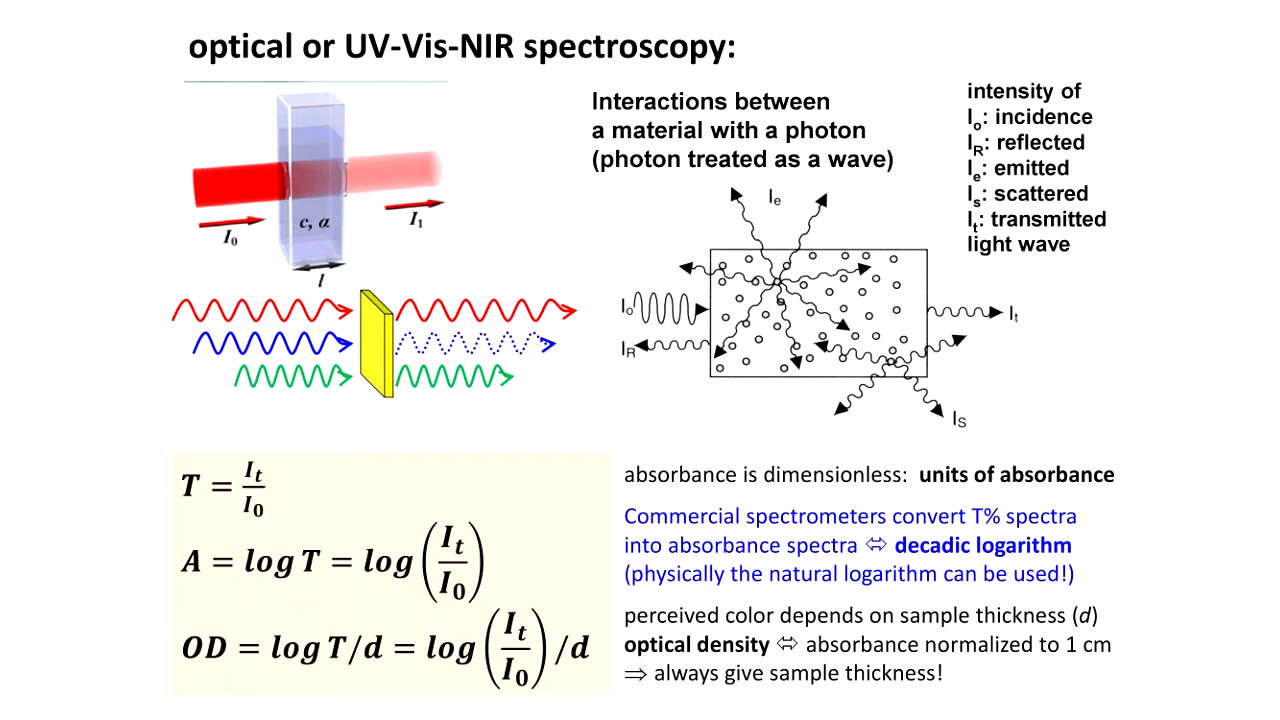 optical or UV-Vis-NIR spectroscopy:
I₀
c, α
I₁
l
Interactions between
a material with a photon
(photon treated as a wave)
intensity of
Iₒ: incidence
I_R: reflected
Iₑ: emitted
Iₛ: scattered
Iₜ: transmitted
light wave
Iₑ
Iₒ
Iₜ
I_R
I_S
T = Iₜ/I₀
A = log T = log(Iₜ/I₀)
OD = log T/d = log(Iₜ/I₀)/d
absorbance is dimensionless: units of absorbance
Commercial spectrometers convert T% spectra
into absorbance spectra ⇔ decadic logarithm
(physically the natural logarithm can be used!)
perceived color depends on sample thickness (d)
optical density ⇔ absorbance normalized to 1 cm
⇒ always give sample thickness!